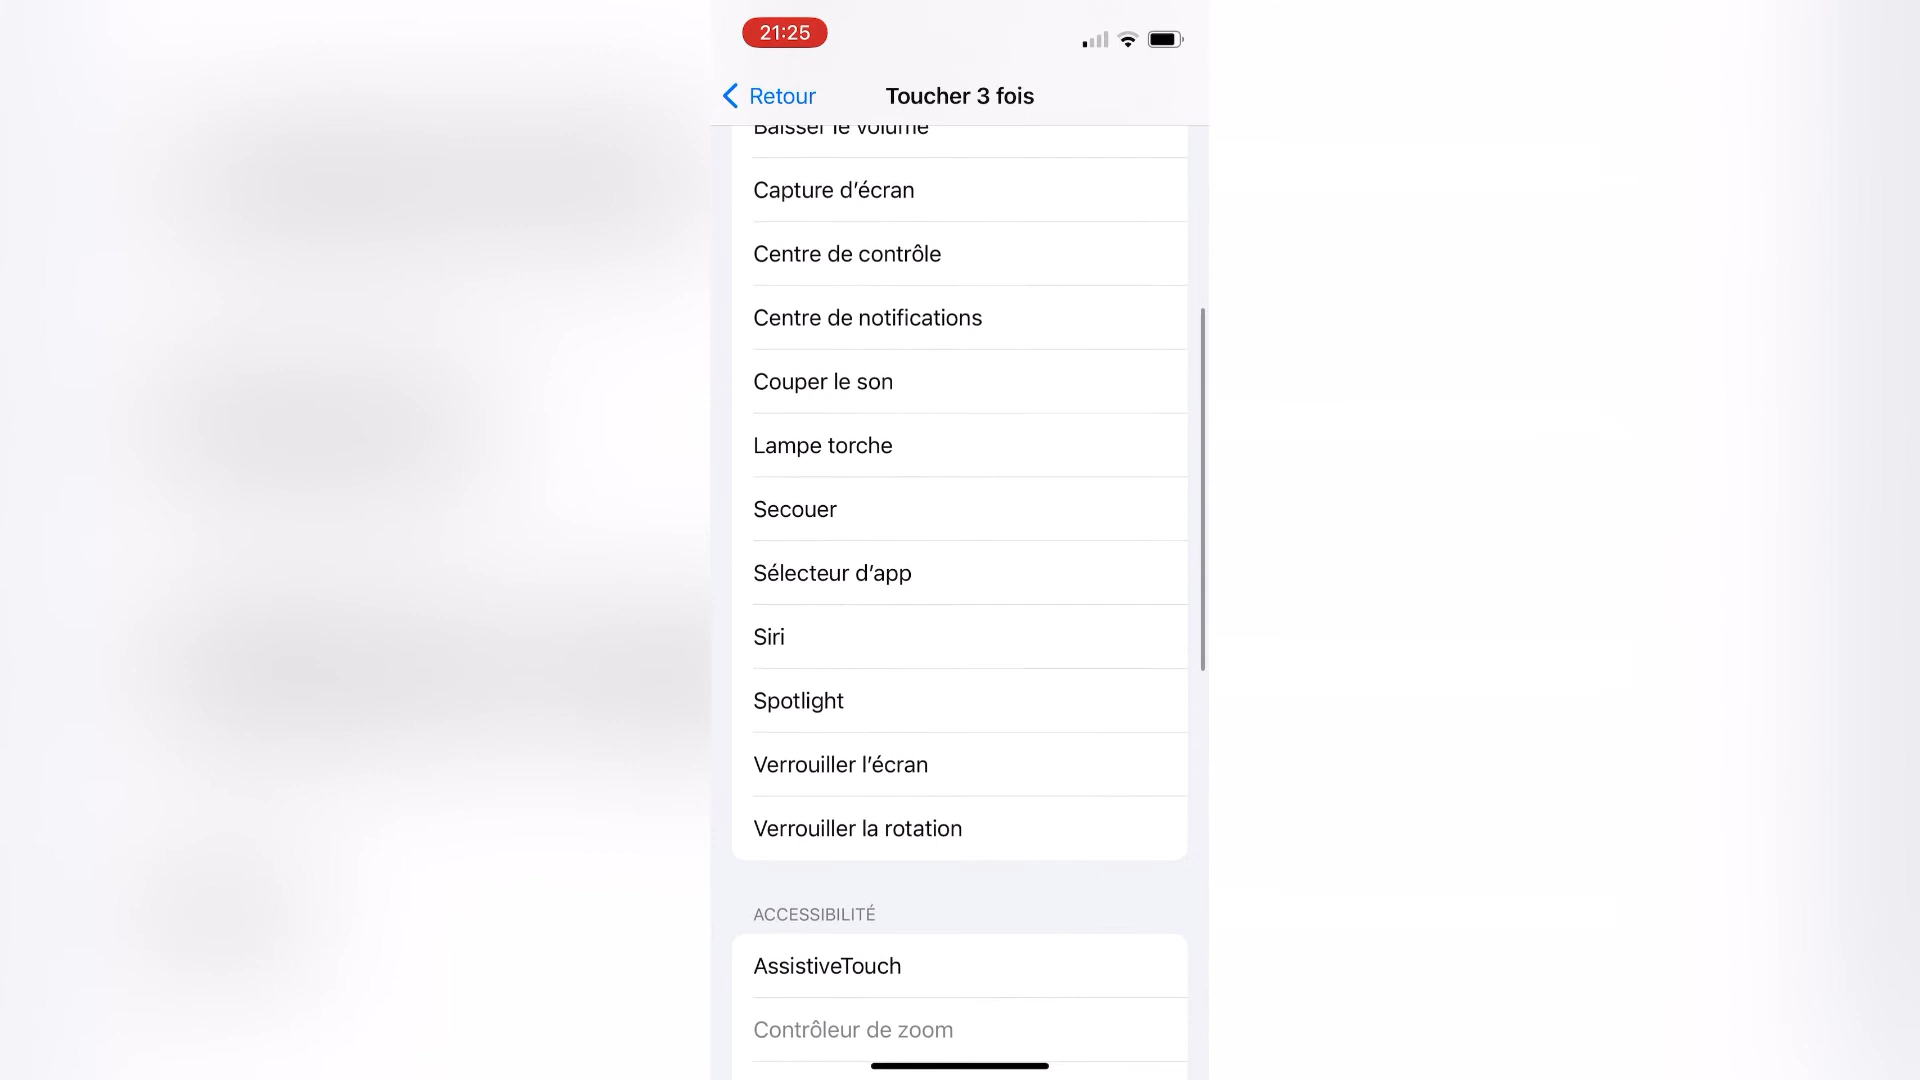 21:25
Retour
Toucher 3 fois
Baisser le volume
Capture d’écran
Centre de contrôle
Centre de notifications
Couper le son
Lampe torche
Secouer
Sélecteur d’app
Siri
Spotlight
Verrouiller l’écran
Verrouiller la rotation
ACCESSIBILITÉ
AssistiveTouch
Contrôleur de zoom